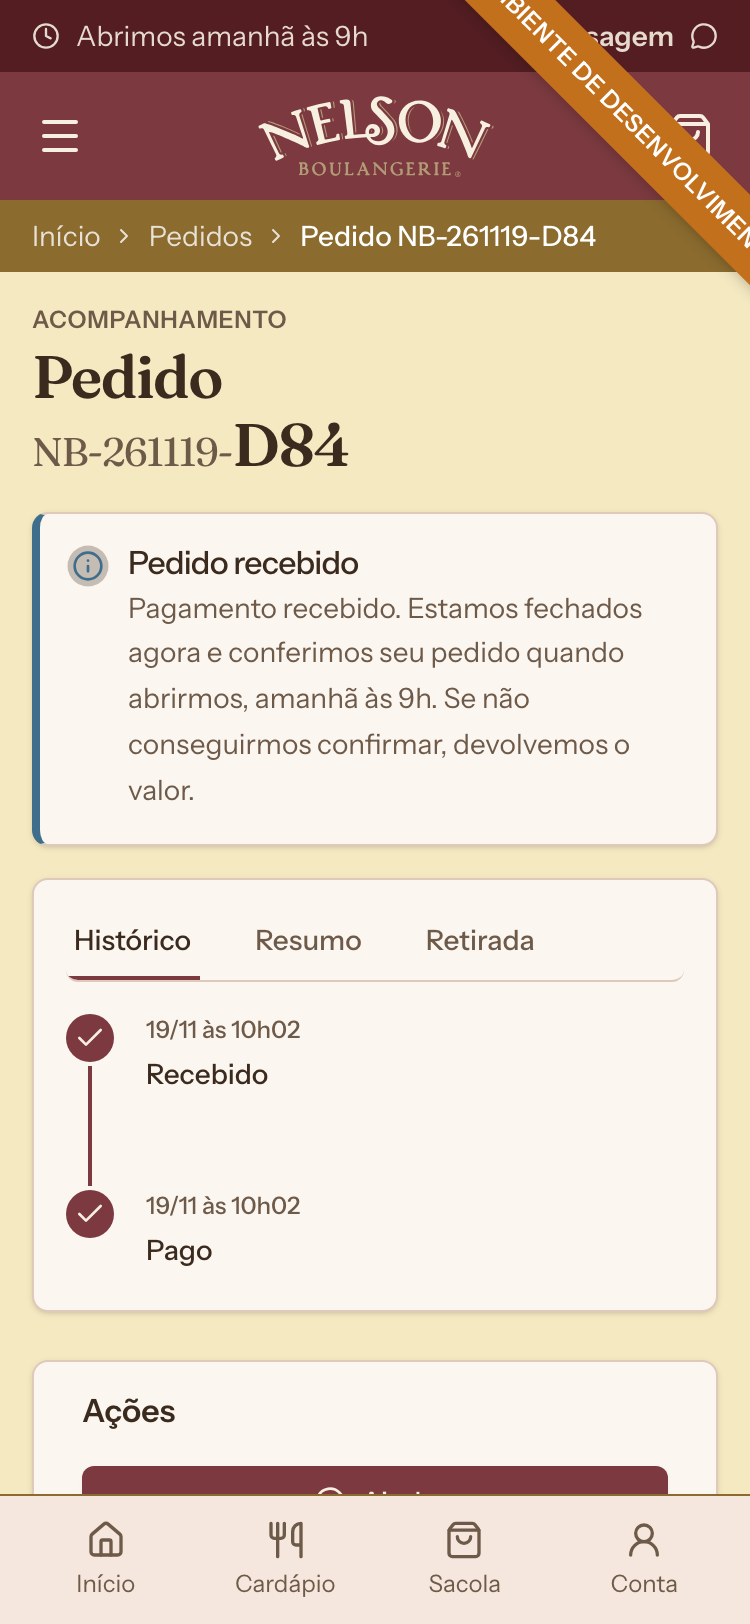 Abrimos amanhã às 9h
NELSON
BOULANGERIE
DE DESENVOLVIMEN
Início > Pedidos > Pedido NB-261119-D84
ACOMPANHAMENTO
Pedido
NB-261119-D84
Pedido recebido
Pagamento recebido. Estamos fechados
agora e conferimos seu pedido quando
abrirmos, amanhã às 9h. Se não
conseguirmos confirmar, devolvemos o
valor.
Histórico Resumo Retirada
19/11 às 10h02
Recebido
19/11 às 10h02
Pago
Ações
Início Cardápio Sacola Conta